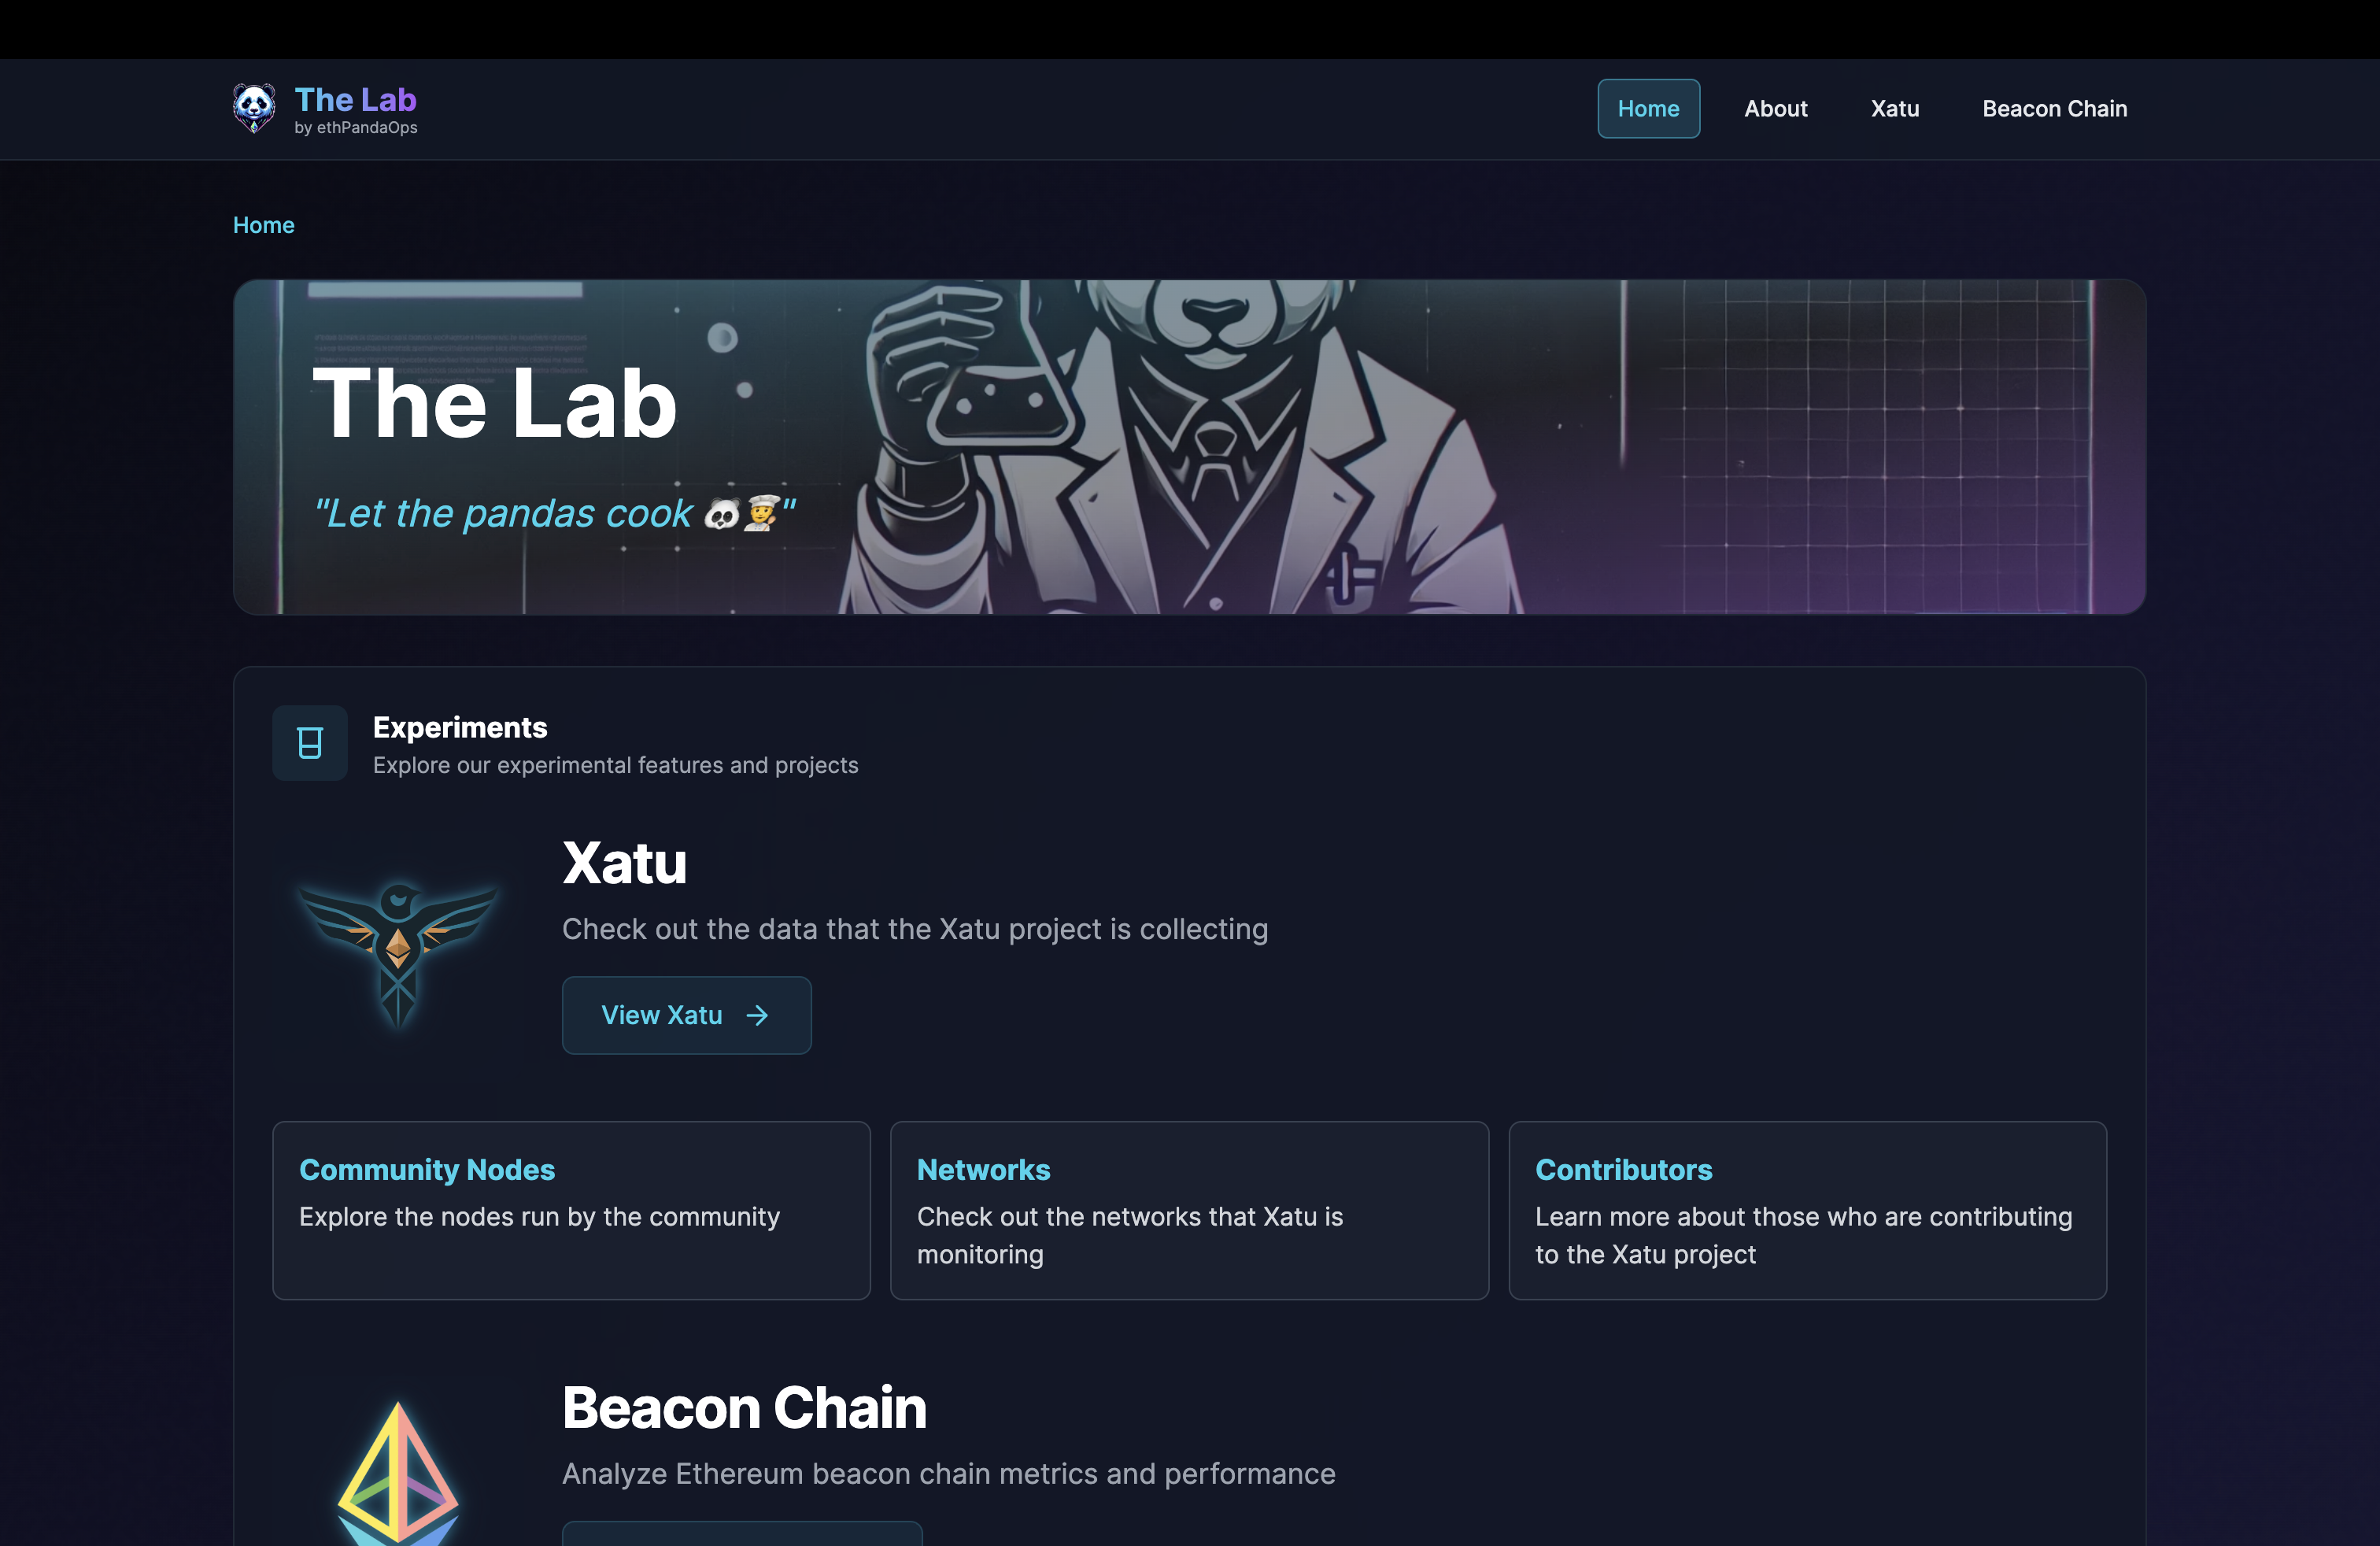 The Lab
by ethPandaOps
Home
About
Xatu
Beacon Chain
Home
The Lab
"Let the pandas cook 🐼👨‍🍳"
Experiments
Explore our experimental features and projects
Xatu
Check out the data that the Xatu project is collecting
View Xatu →
Community Nodes
Explore the nodes run by the community
Networks
Check out the networks that Xatu is
monitoring
Contributors
Learn more about those who are contributing
to the Xatu project
Beacon Chain
Analyze Ethereum beacon chain metrics and performance